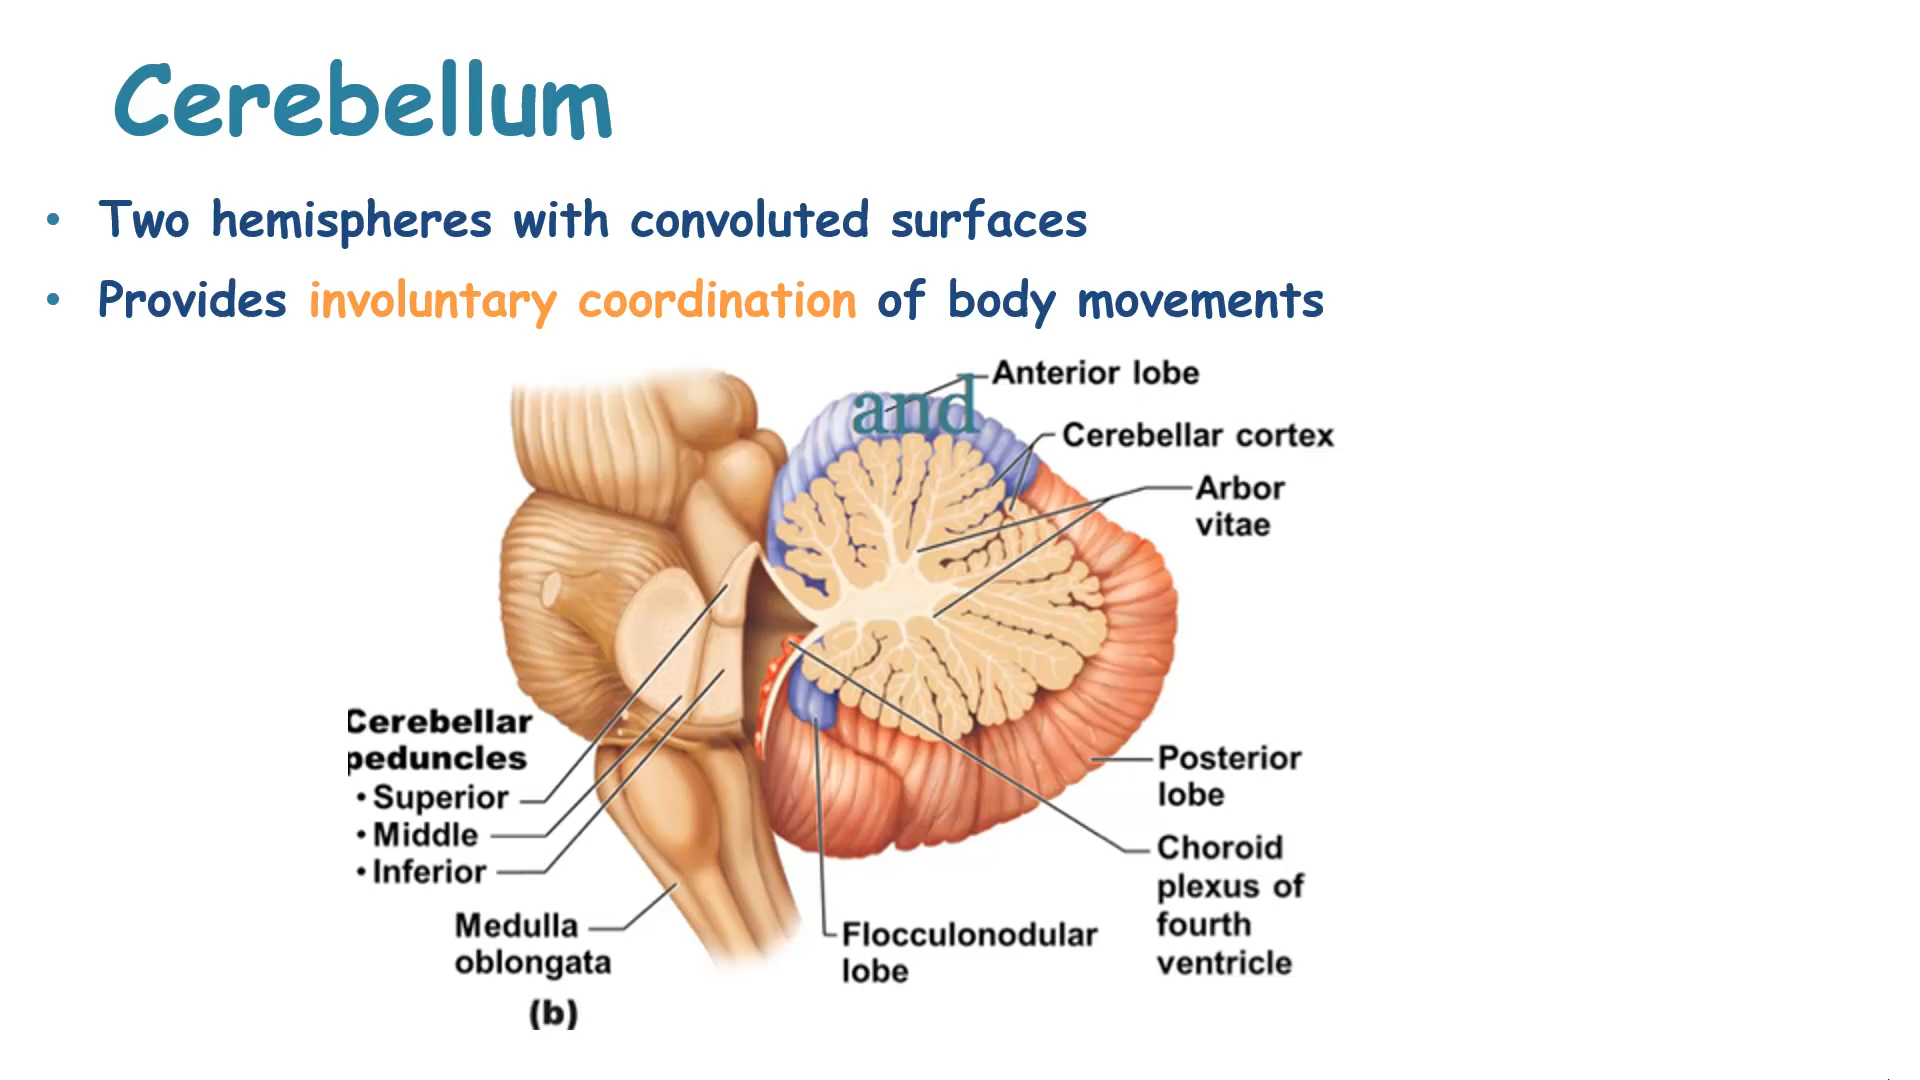 Cerebellum
• Two hemispheres with convoluted surfaces
• Provides involuntary coordination of body movements
Anterior lobe
and
Cerebellar cortex
Arbor
vitae
Cerebellar
peduncles
• Superior
• Middle
• Inferior
Medulla
oblongata
(b)
Flocculonodular
lobe
Posterior
lobe
Choroid
plexus of
fourth
ventricle